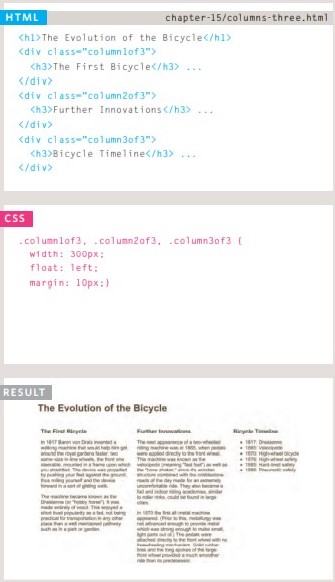 HTML chapter-15/columns-three.html
<h1>The Evolution of the Bicycle</h1>
<div class="column1of3">
<h3>The First Bicycle</h3> ...
</div>
<div class="column2of3">
<h3>Further Innovations</h3> ...
</div>
<div class="column3of3">
<h3>Bicycle Timeline</h3> ...
</div>
CSS
.column1of3, .column2of3, .column3of3 {
width: 300px;
float: left;
margin: 10px;}
RESULT
The Evolution of the Bicycle
The First Bicycle
In 1817 Baron von Drais invented a
walking machine that would help him get
around the royal gardens faster: two
same-size in-line wheels, the front one
steerable, mounted in a frame upon which
you straddled. The device was propelled
by pushing your feet against the ground,
thus rolling yourself and the device
forward in a sort of gliding walk.
The machine became known as the
Draisienne (or "hobby horse"). It was
made entirely of wood. This enjoyed a
short lived popularity as a fad, not being
practical for transportation in any other
place than a well maintained pathway
such as in a park or garden.
Further Innovations
The next appearance of a two-wheeled
riding machine was in 1865, when pedals
were applied directly to the front wheel.
This machine was known as the
velocipede (meaning "fast foot") as well as
the "bone shaker," since its wooden
structure combined with the cobblestone
roads of the day made for an extremely
uncomfortable ride. They also became a
fad and indoor riding academies, similar
to roller rinks, could be found in large
cities.
In 1870 the first all-metal machine
appeared. (Prior to this, metallurgy was
not advanced enough to provide metal
which was strong enough to make small,
light parts out of.) The pedals were
attached directly to the front wheel with no
freewheeling mechanism. Solid rubber
tires and the long spokes of the large
front wheel provided a much smoother
ride than its predecessor.
Bicycle Timeline
1817: Draisienne
1865: Velocipede
1870: High-wheel bicycle